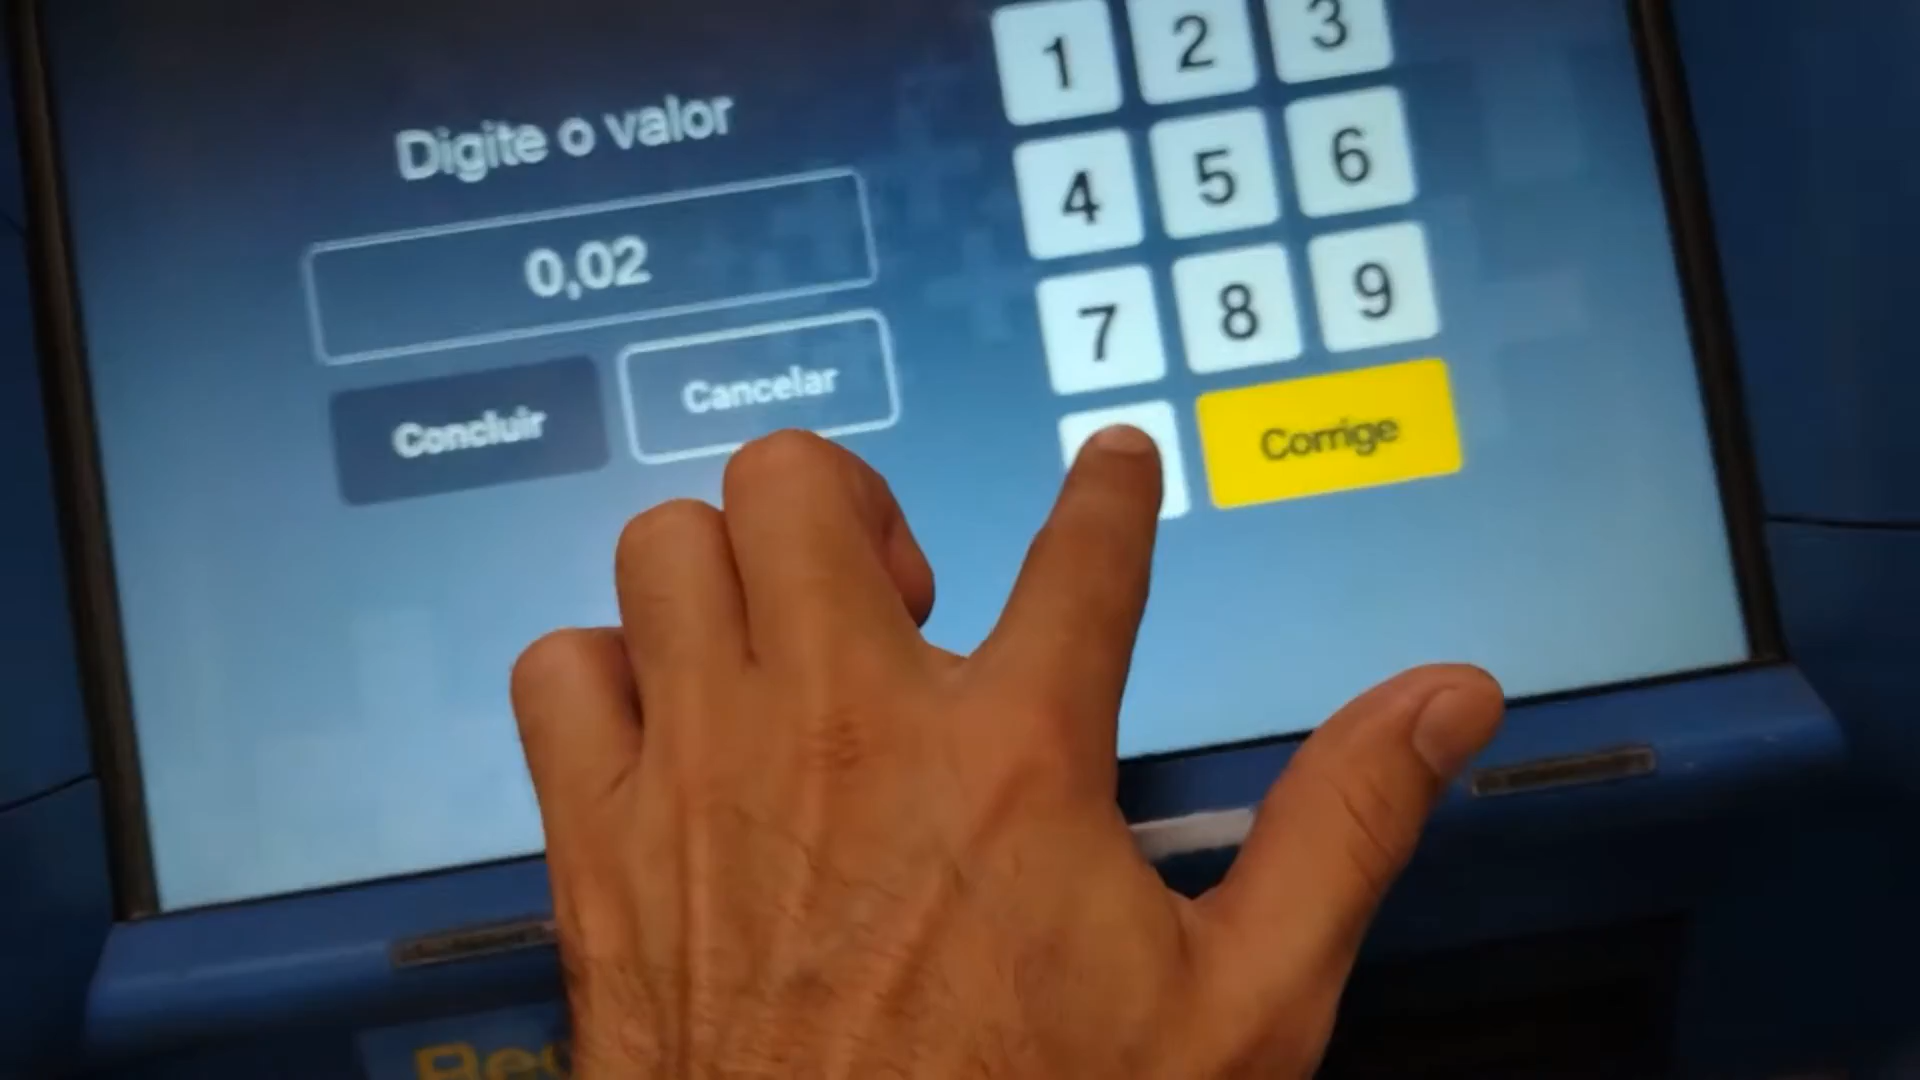 Digite o valor
0,02
Concluir
Cancelar
1 2 3
4 5 6
7 8 9
Corrige